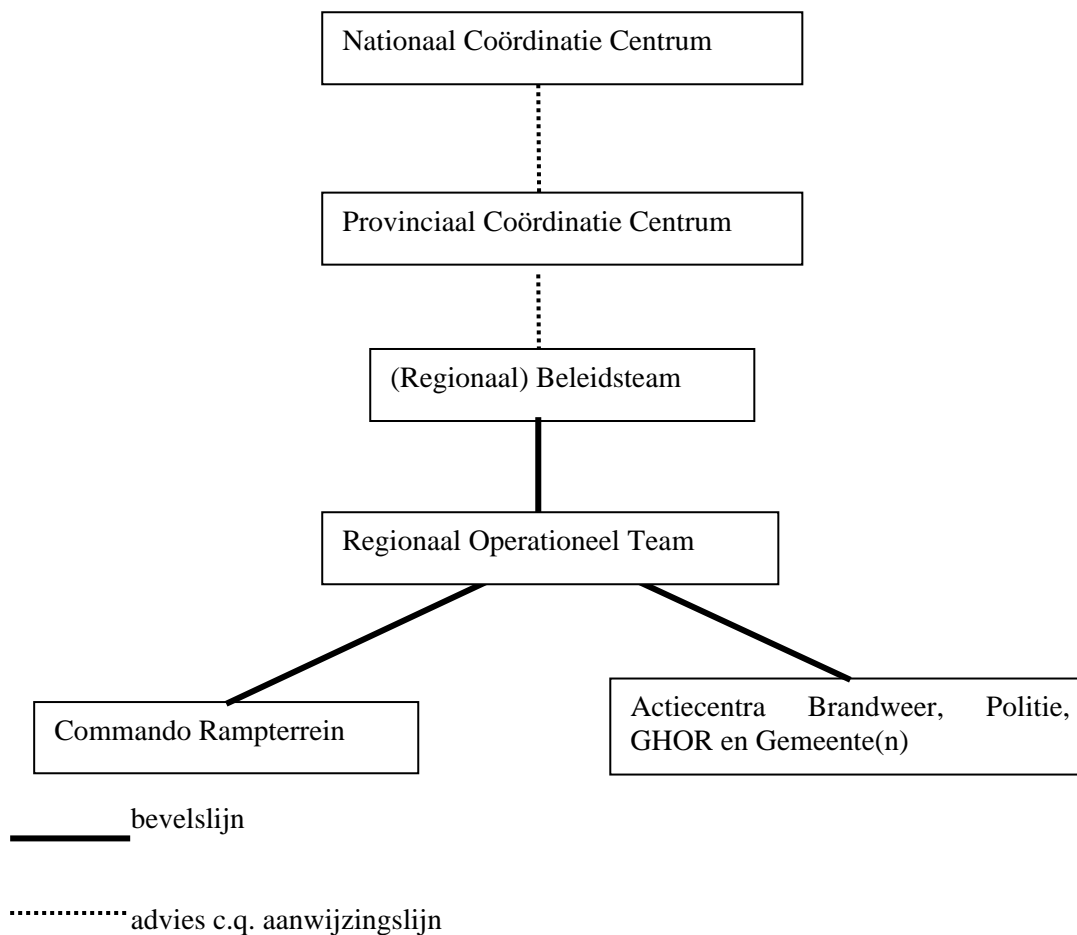 Nationaal Coördinatie Centrum
Provinciaal Coördinatie Centrum
(Regionaal) Beleidsteam
Regionaal Operationeel Team
Commando Rampterrein
Actiecentra Brandweer, Politie,
GHOR en Gemeente(n)
bevelslijn
advies c.q. aanwijzingslijn